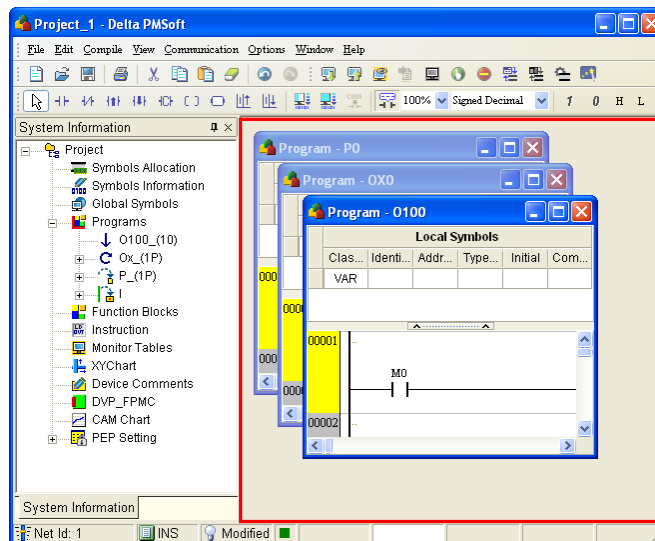 Project_1 - Delta PMSoft
File Edit Compile View Communication Options Window Help
100% Signed Decimal 1 0 H L
System Information
Project
Symbols Allocation
Symbols Information
Global Symbols
Programs
O100_(10)
Ox_(1P)
P_(1P)
I
Function Blocks
Instruction
Monitor Tables
XYChart
Device Comments
DVP_FPMC
CAM Chart
PEP Setting
System Information
Program - P0
Program - OX0
Program - O100
Local Symbols
Clas... Identi... Addr... Type... Initial Com...
VAR
00001
M0
00002
Net Id: 1 INS Modified